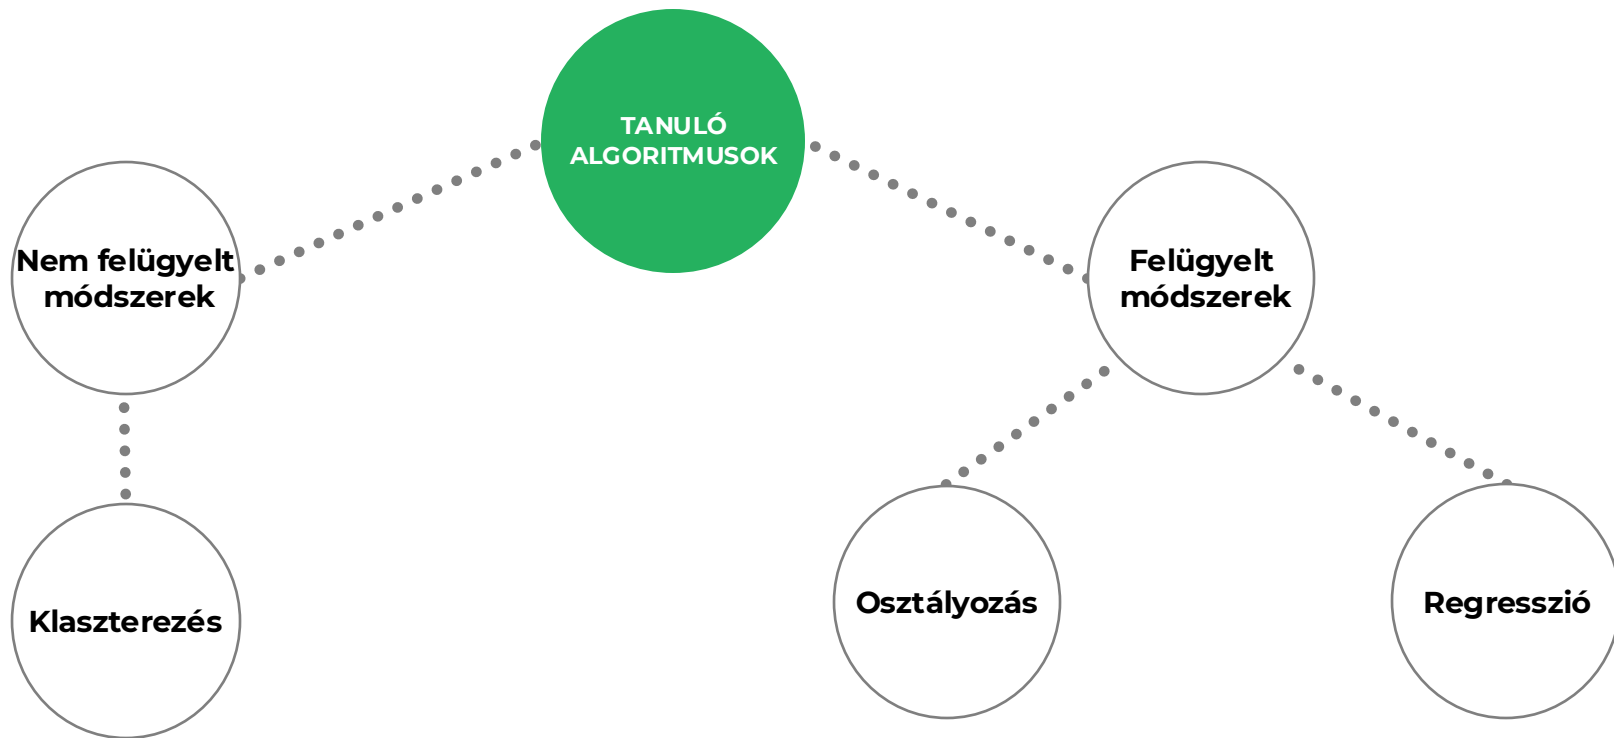 TANULÓ
ALGORITMUSOK
Nem felügyelt
módszerek
Felügyelt
módszerek
Klaszterezés
Osztályozás
Regresszió